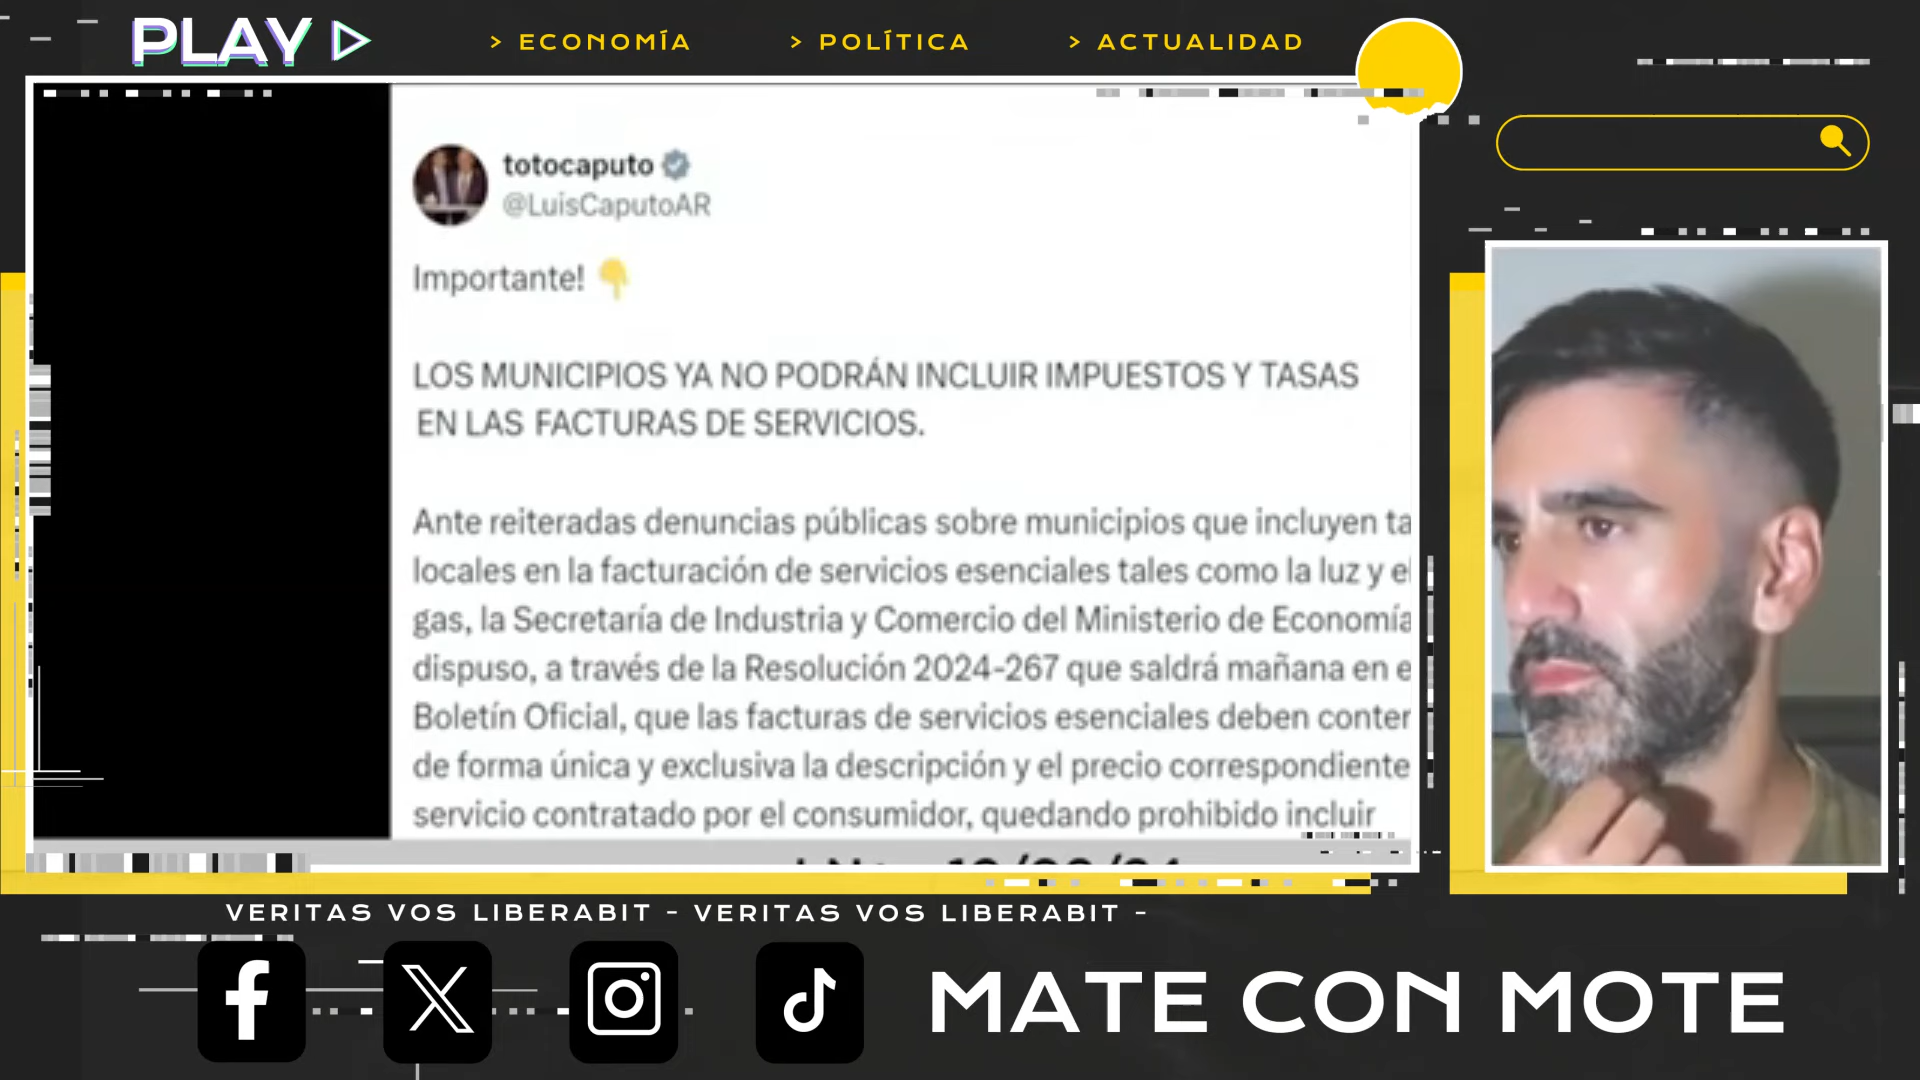 PLAY
> ECONOMÍA
> POLÍTICA
> ACTUALIDAD
totocaputo
@LuisCaputoAR
Importante! 👇
LOS MUNICIPIOS YA NO PODRÁN INCLUIR IMPUESTOS Y TASAS
EN LAS FACTURAS DE SERVICIOS.
Ante reiteradas denuncias públicas sobre municipios que incluyen ta
locales en la facturación de servicios esenciales tales como la luz y el
gas, la Secretaría de Industria y Comercio del Ministerio de Economía
dispuso, a través de la Resolución 2024-267 que saldrá mañana en e
Boletín Oficial, que las facturas de servicios esenciales deben conter
de forma única y exclusiva la descripción y el precio correspondiente
servicio contratado por el consumidor, quedando prohibido incluir
VERITAS VOS LIBERABIT - VERITAS VOS LIBERABIT -
MATE CON MOTE